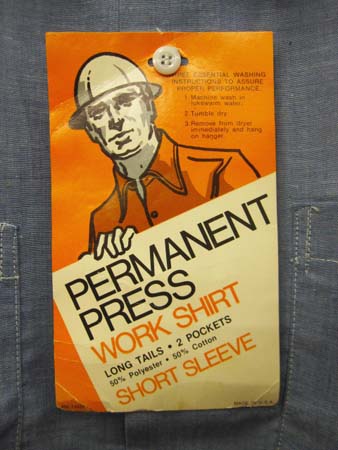 THREE ESSENTIAL WASHING
INSTRUCTIONS TO ASSURE
PROPER PERFORMANCE.
1. Machine wash in
lukewarm water.
2. Tumble dry
3. Remove from dryer
immediately and hang
on hanger.
PERMANENT
PRESS
WORK SHIRT
LONG TAILS • 2 POCKETS
50% Polyester • 50% Cotton
SHORT SLEEVE
MADE IN U.S.A.